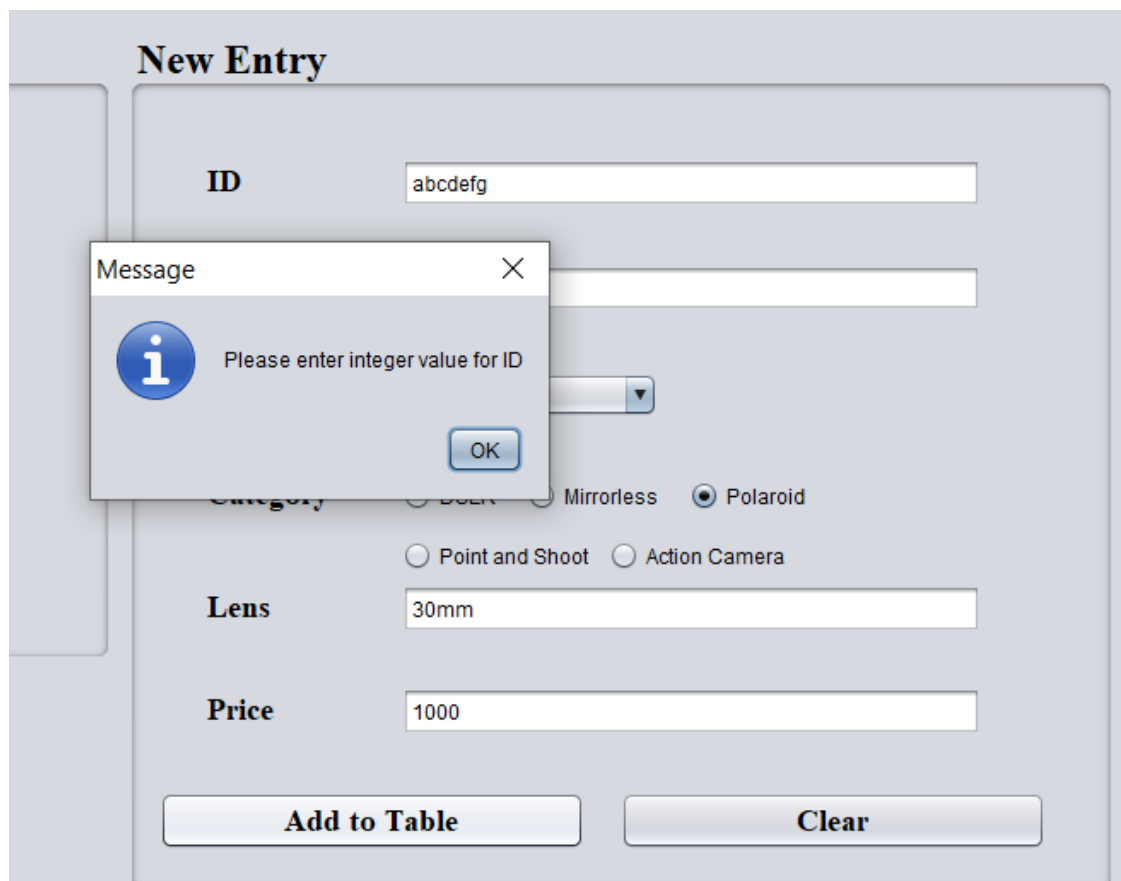 New Entry
ID
abcdefg
Message
Please enter integer value for ID
OK
Category
Mirrorless
Polaroid
Point and Shoot
Action Camera
Lens
30mm
Price
1000
Add to Table
Clear